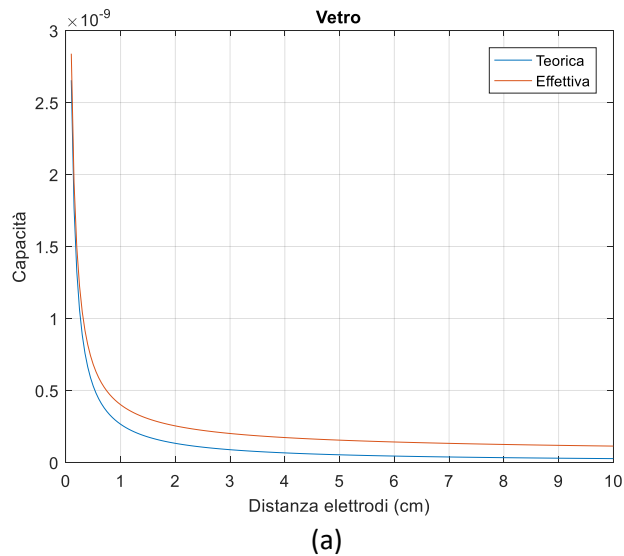 Vetro
×10⁻⁹
3
2.5
2
1.5
1
0.5
0
Capacità
Teorica
Effettiva
0 1 2 3 4 5 6 7 8 9 10
Distanza elettrodi (cm)
(a)